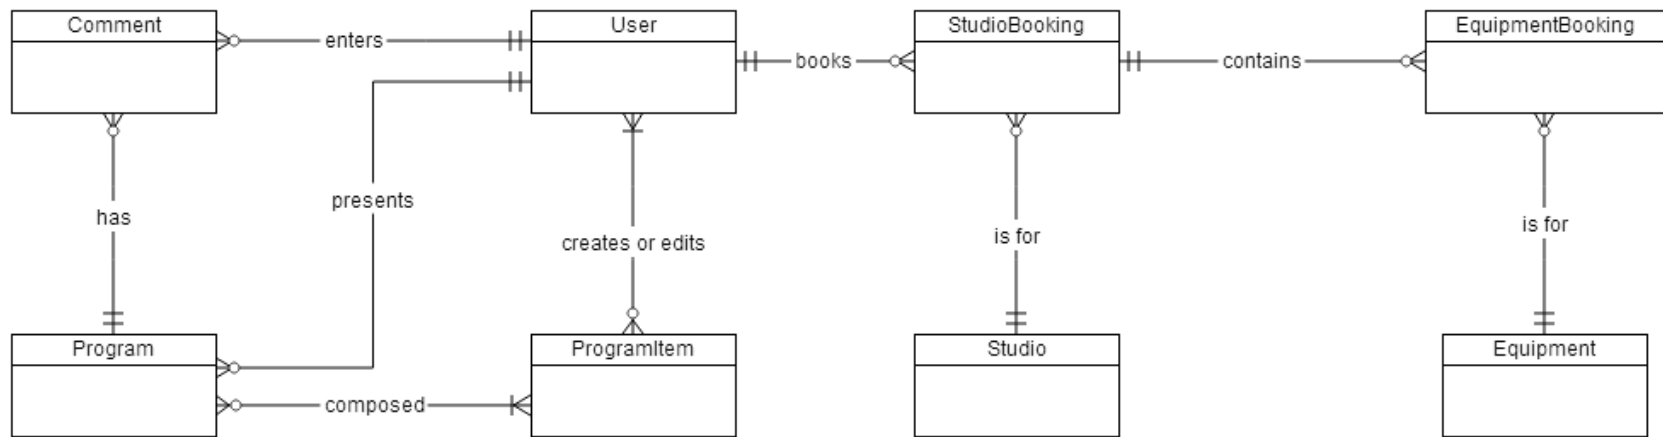 Comment
User
StudioBooking
EquipmentBooking
enters
books
contains
presents
has
creates or edits
is for
is for
Program
ProgramItem
Studio
Equipment
composed